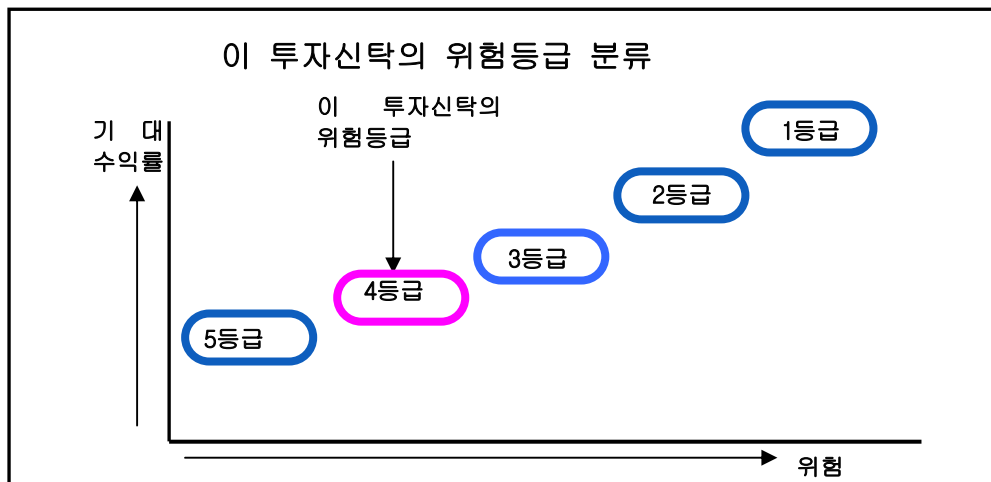 이 투자신탁의 위험등급 분류
이 투자신탁의
위험등급
기 대
수익률
1등급
2등급
3등급
4등급
5등급
위험